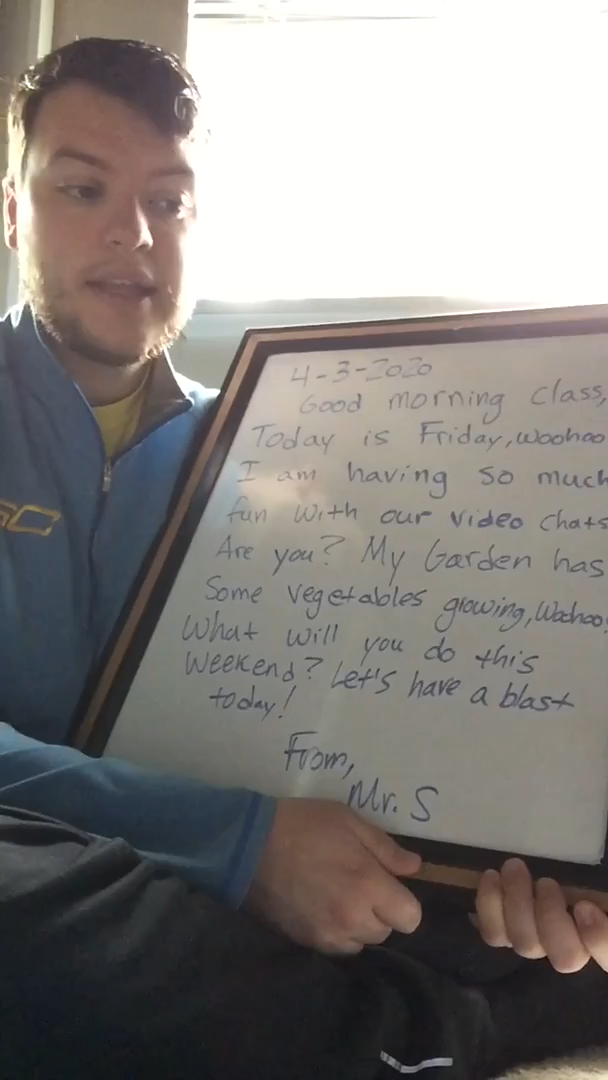 4-3-2020
Good morning class,
Today is Friday, woohoo
I am having so much
fun with our video chats
Are you? My Garden has
Some vegetables growing, Woohoo!
What will you do this
weekend? Let's have a blast
today!
From,
Mr. S